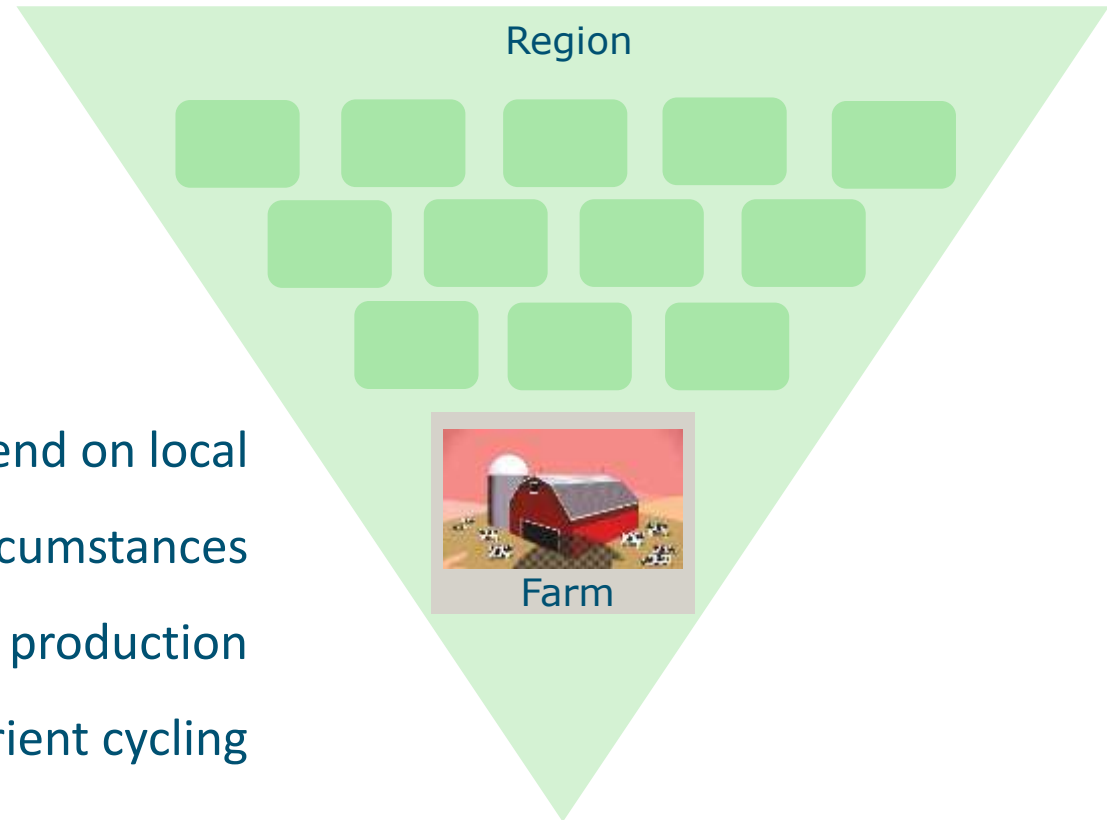 Region
end on local
cumstances
Farm
production
rient cycling